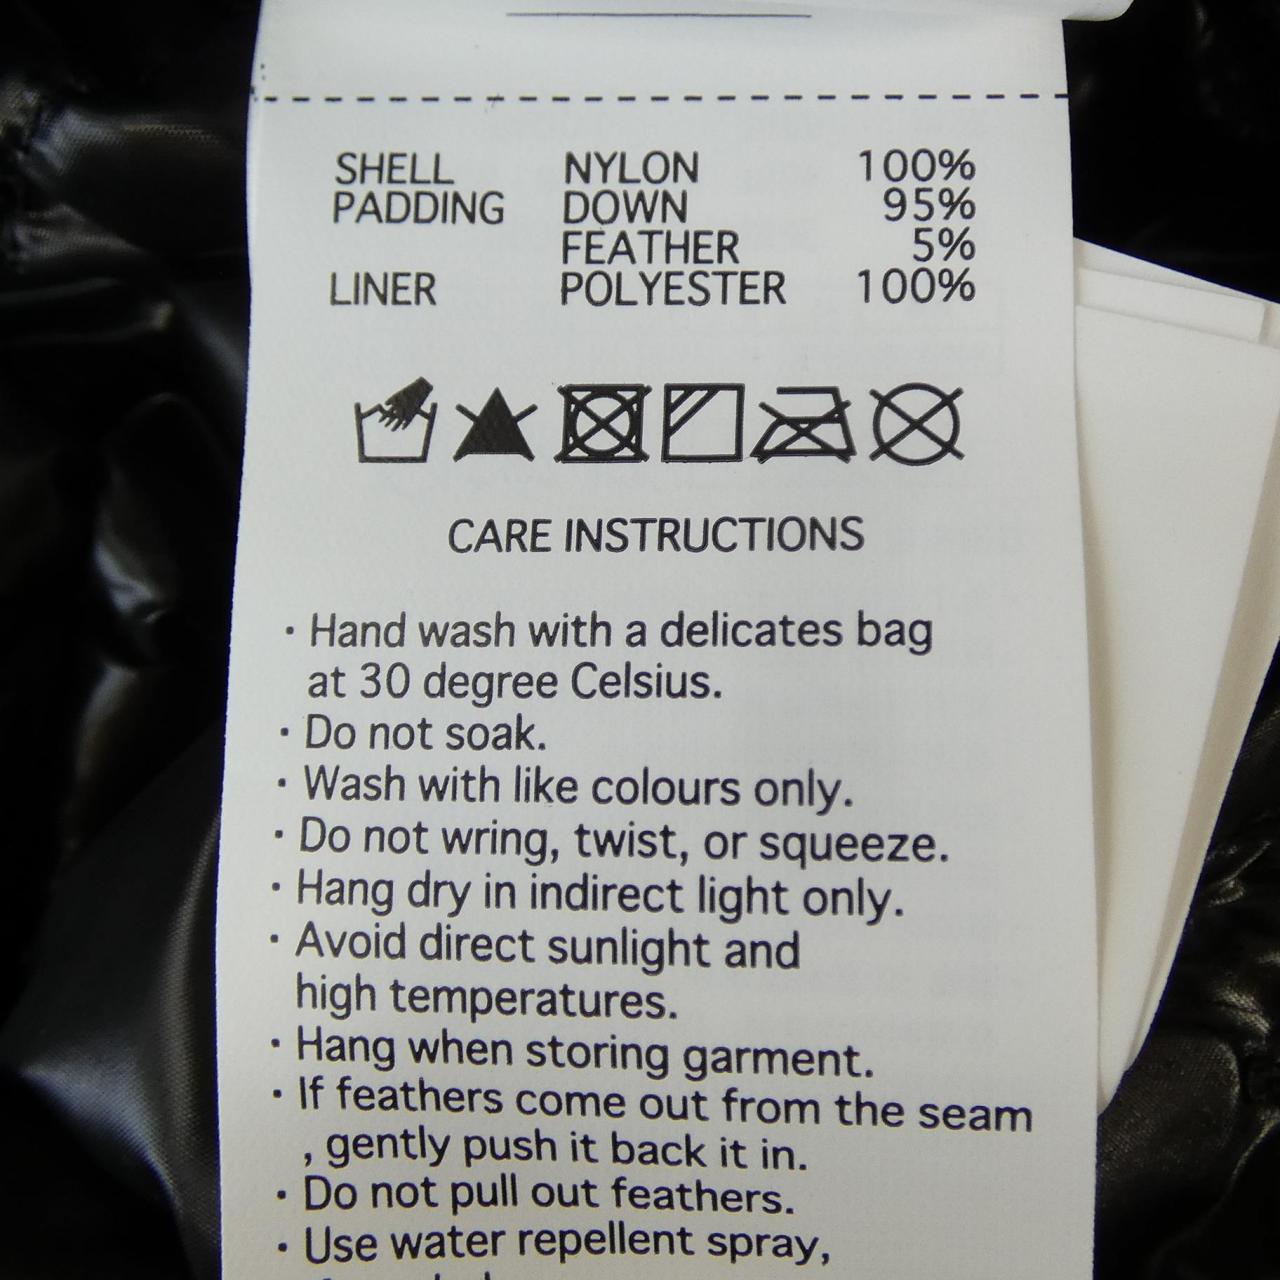 SHELL NYLON 100%
PADDING DOWN 95%
FEATHER 5%
LINER POLYESTER 100%
CARE INSTRUCTIONS
· Hand wash with a delicates bag
at 30 degree Celsius.
· Do not soak.
· Wash with like colours only.
· Do not wring, twist, or squeeze.
· Hang dry in indirect light only.
· Avoid direct sunlight and
high temperatures.
· Hang when storing garment.
· If feathers come out from the seam
, gently push it back it in.
· Do not pull out feathers.
· Use water repellent spray,